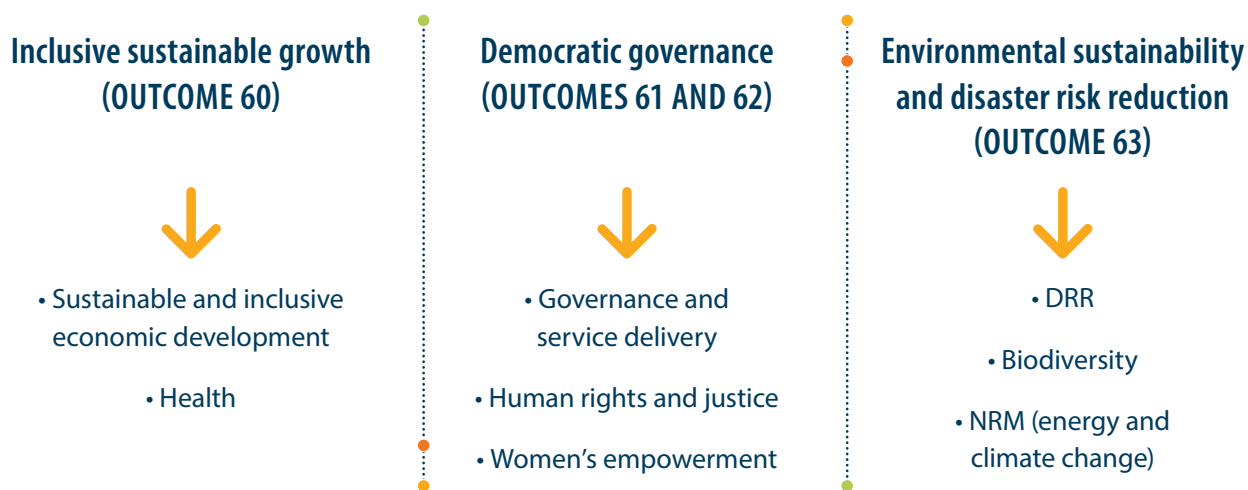 Inclusive sustainable growth
(OUTCOME 60)
• Sustainable and inclusive
economic development
• Health
Democratic governance
(OUTCOMES 61 AND 62)
• Governance and
service delivery
• Human rights and justice
• Women’s empowerment
Environmental sustainability
and disaster risk reduction
(OUTCOME 63)
• DRR
• Biodiversity
• NRM (energy and
climate change)